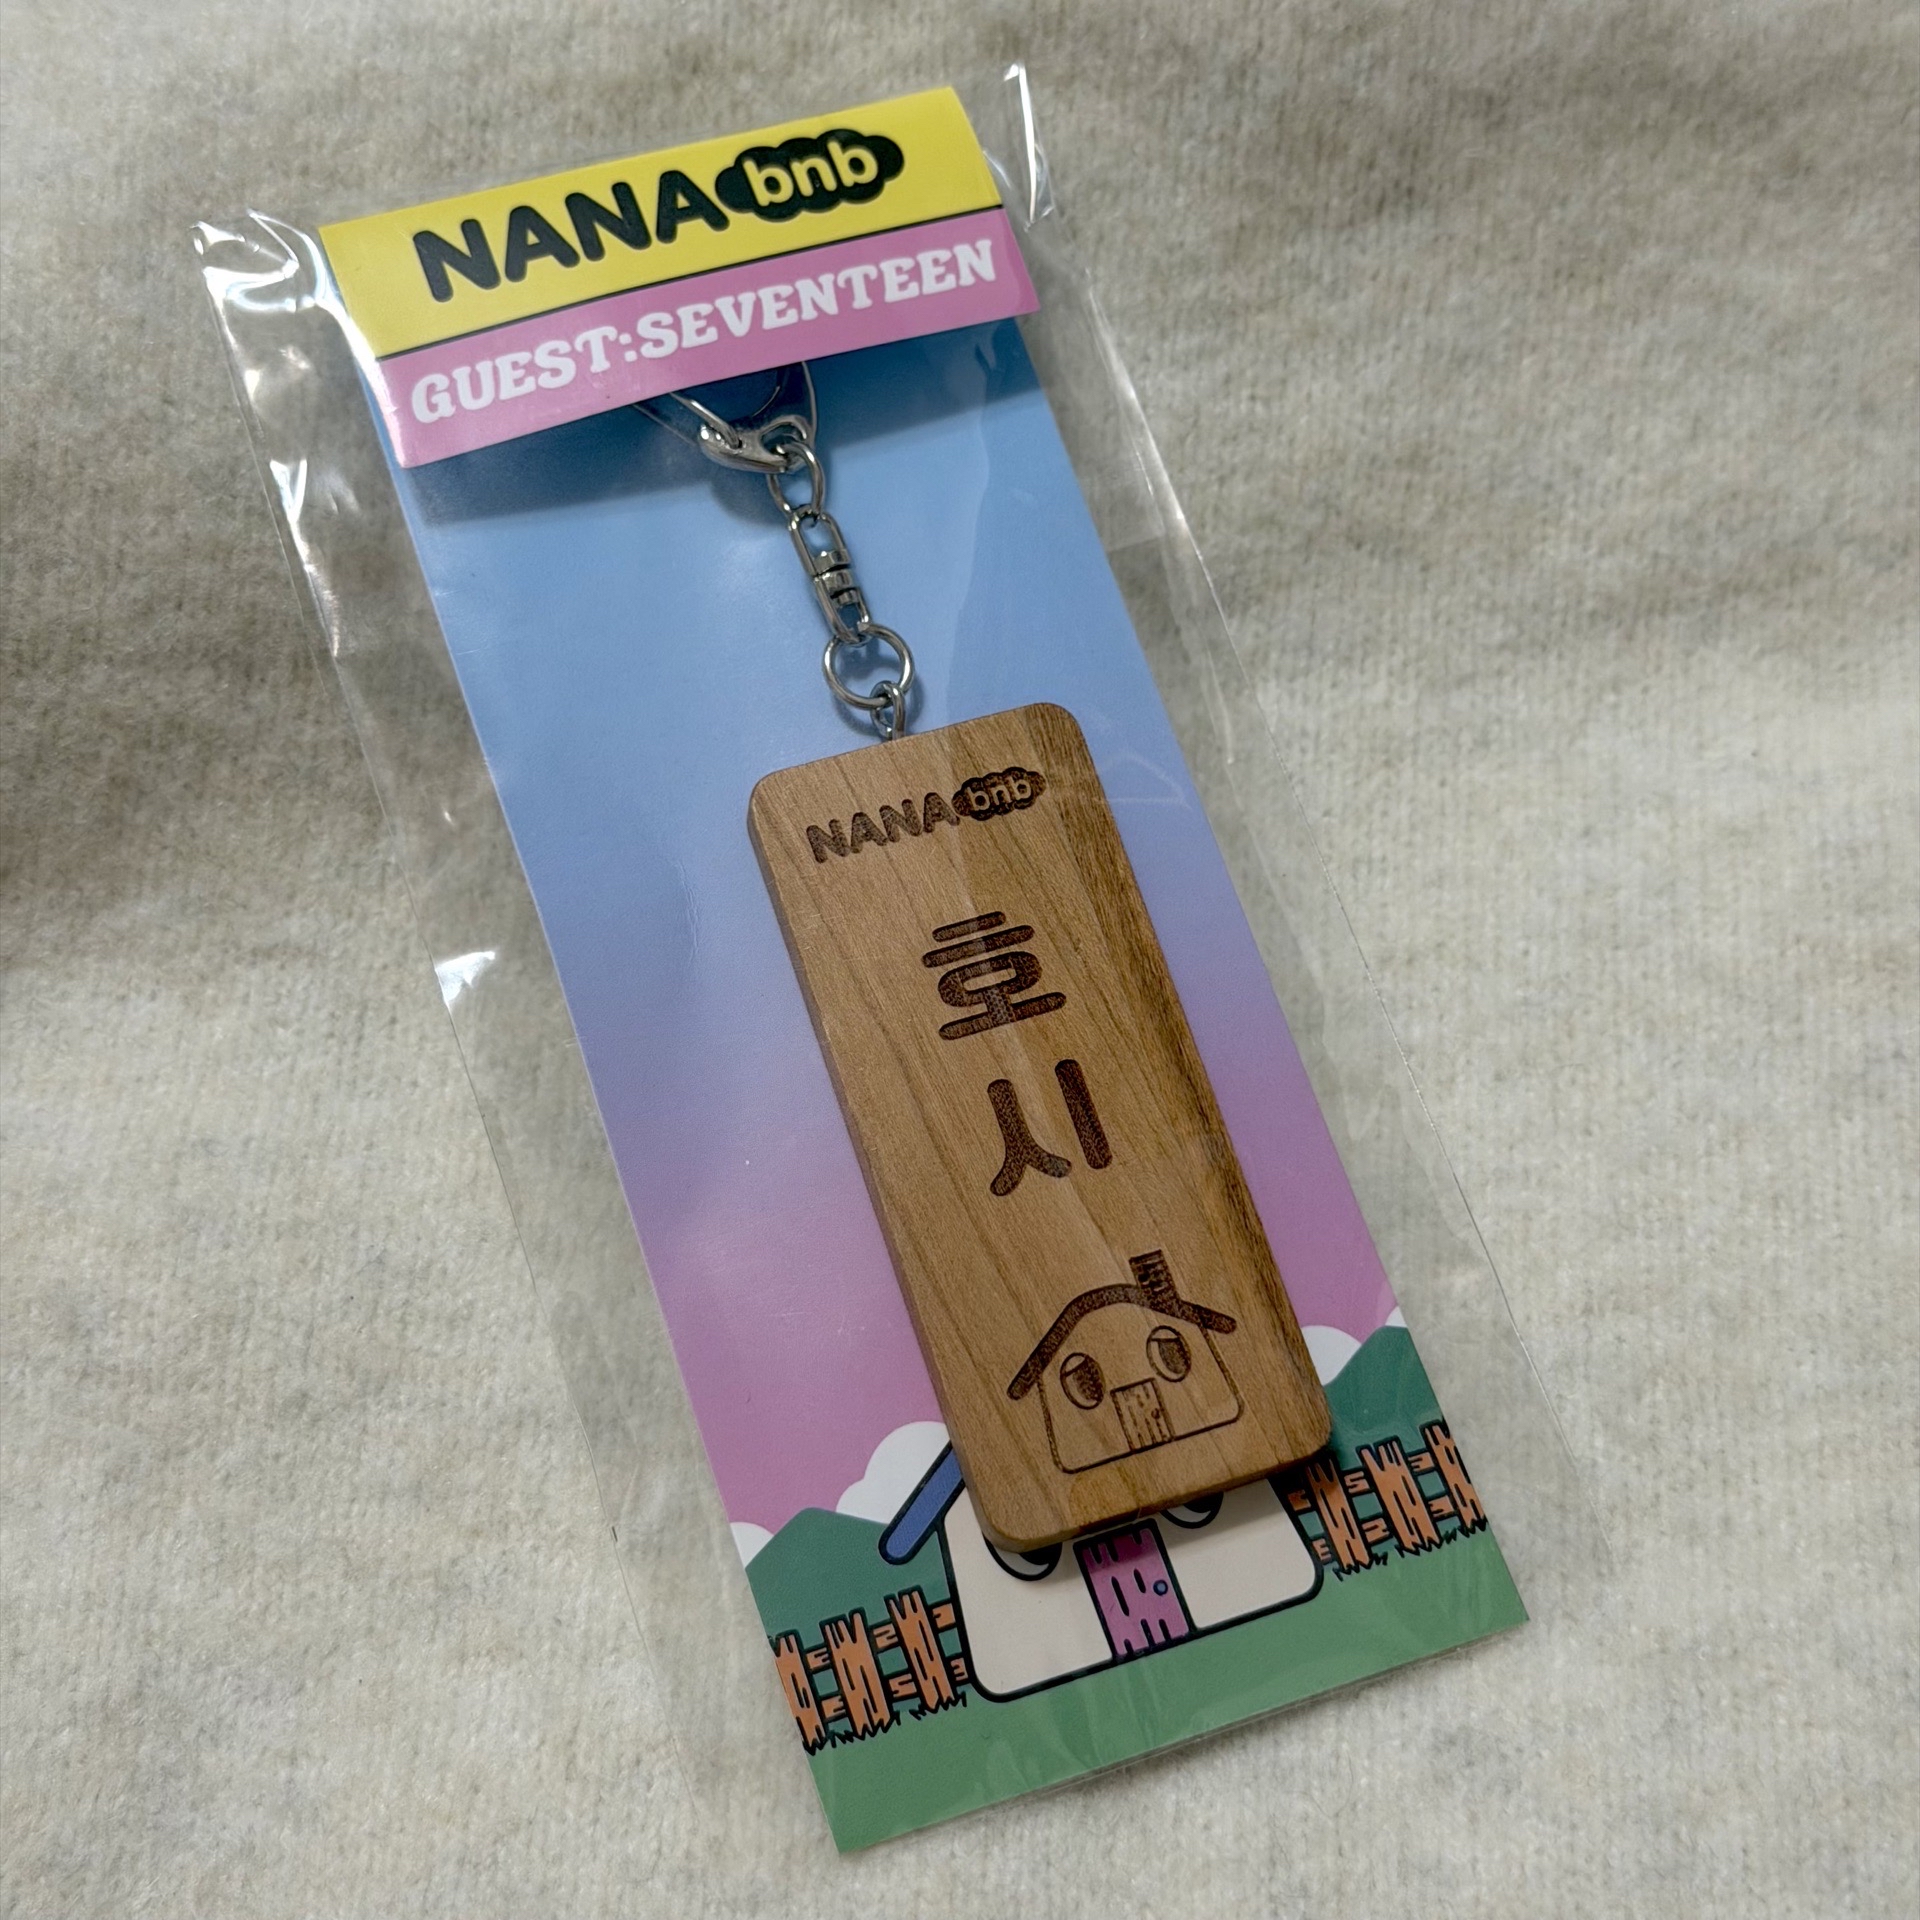 NANA bnb
GUEST:SEVENTEEN
NANA bnb
호
시